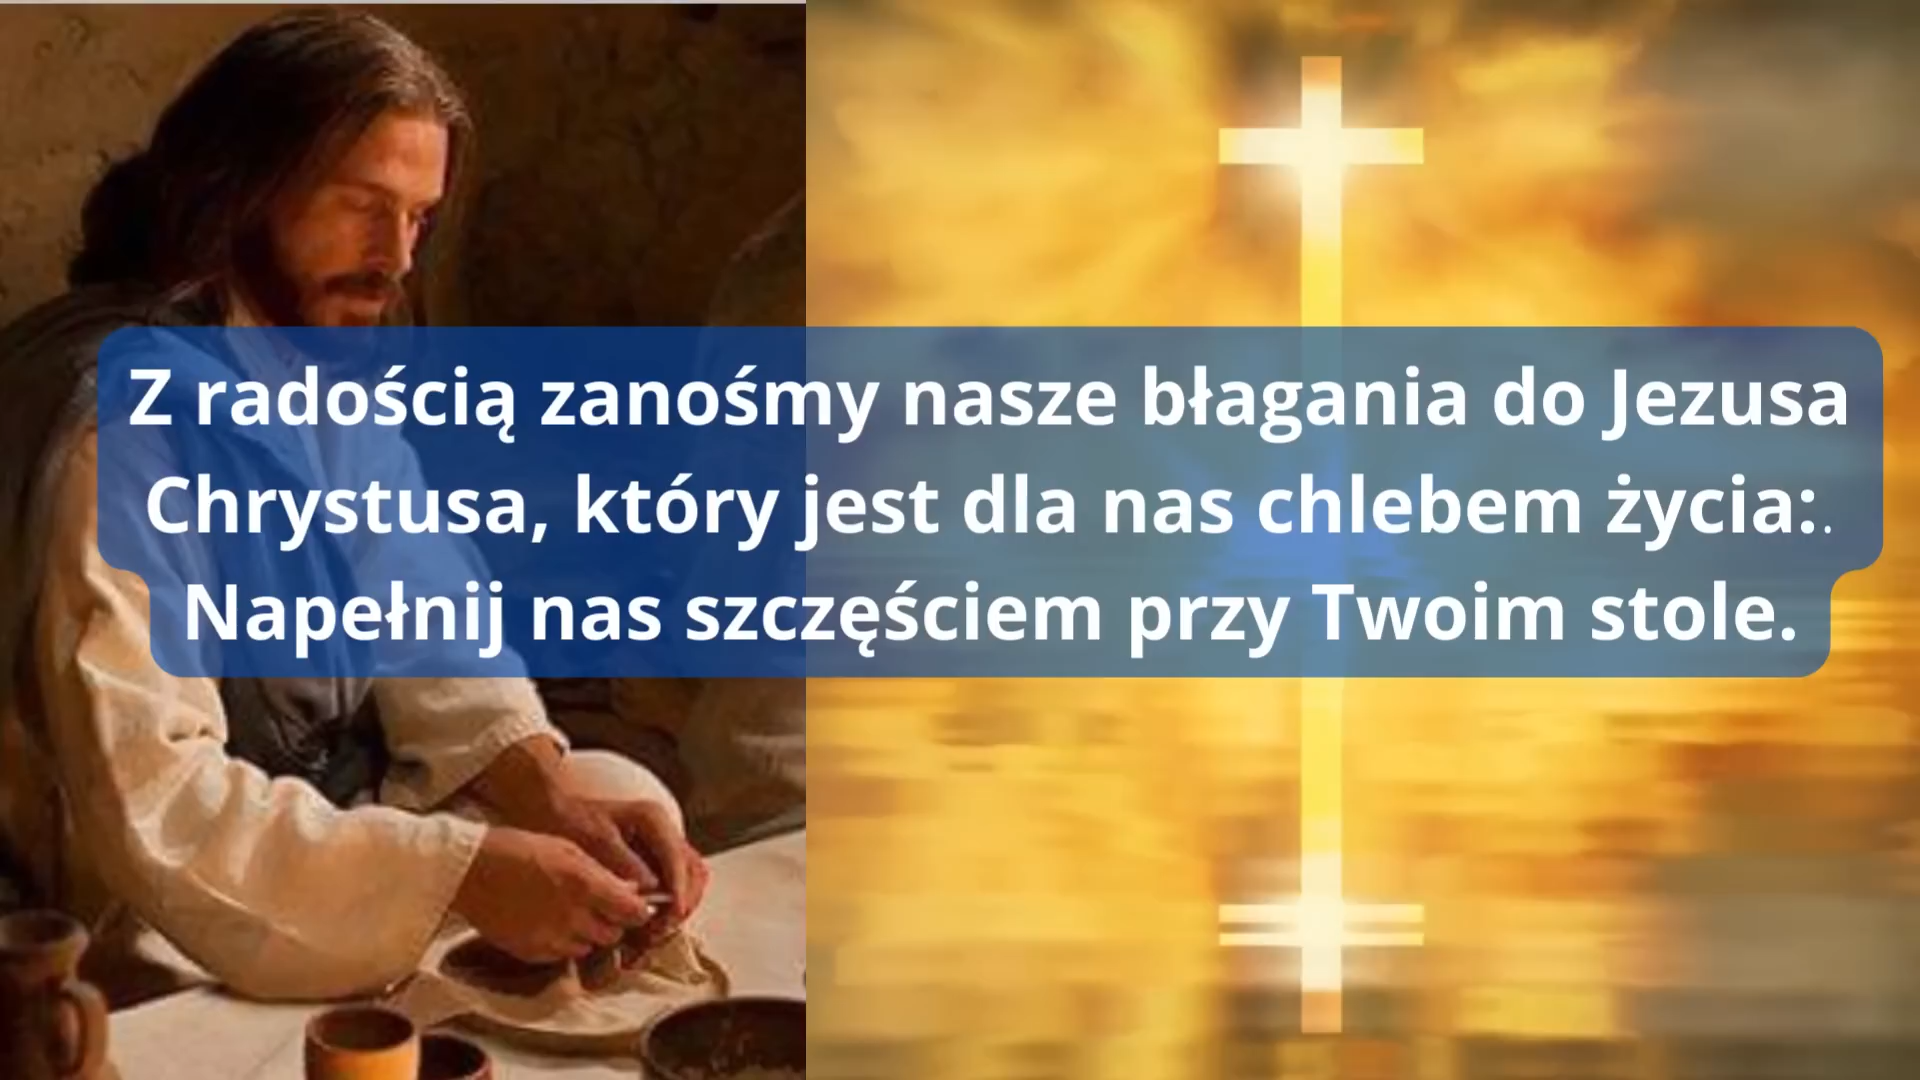 Z radością zanośmy nasze błagania do Jezusa
Chrystusa, który jest dla nas chlebem życia:.
Napełnij nas szczęściem przy Twoim stole.